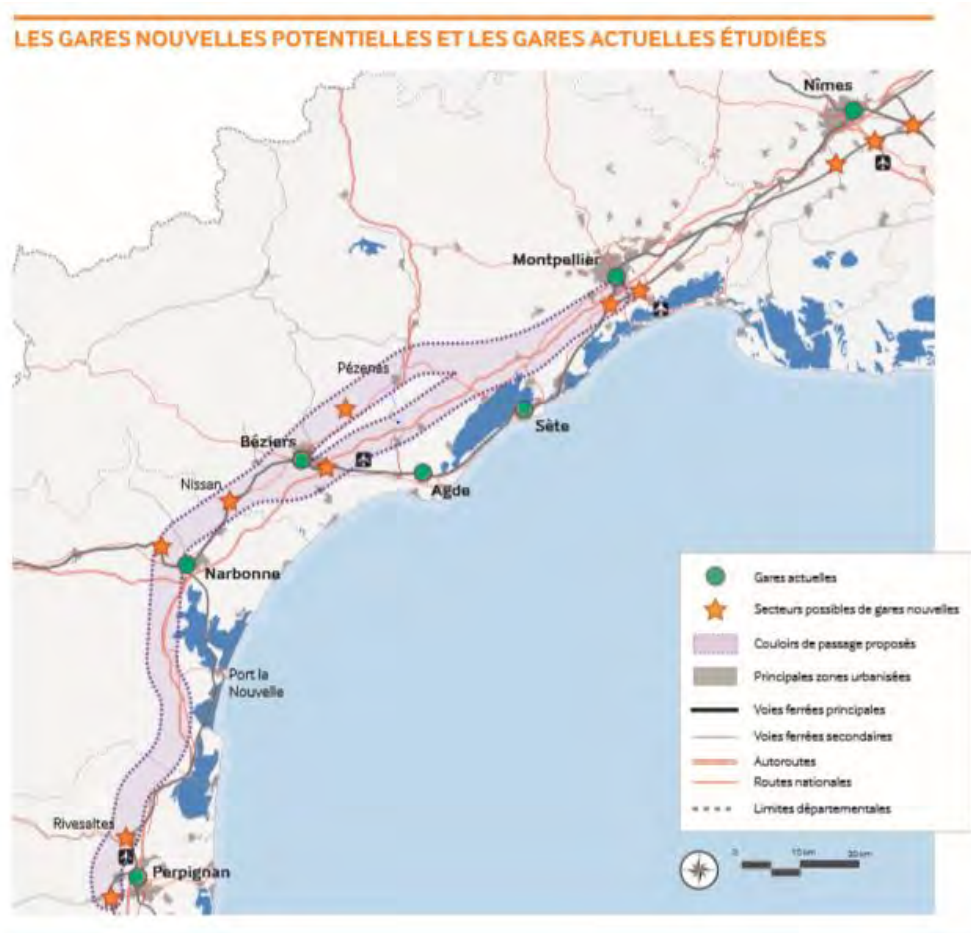 LES GARES NOUVELLES POTENTIELLES ET LES GARES ACTUELLES ÉTUDIÉES
Nîmes
Montpellier
Pézenas
Sète
Béziers
Agde
Nissan
Narbonne
Port la
Nouvelle
Rivesaltes
Perpignan
Gares actuelles
Secteurs possibles de gares nouvelles
Couloirs de passage proposés
Principales zones urbanisées
Voies ferrées principales
Voies ferrées secondaires
Autoroutes
Routes nationales
Limites départementales
0 10 km 20 km